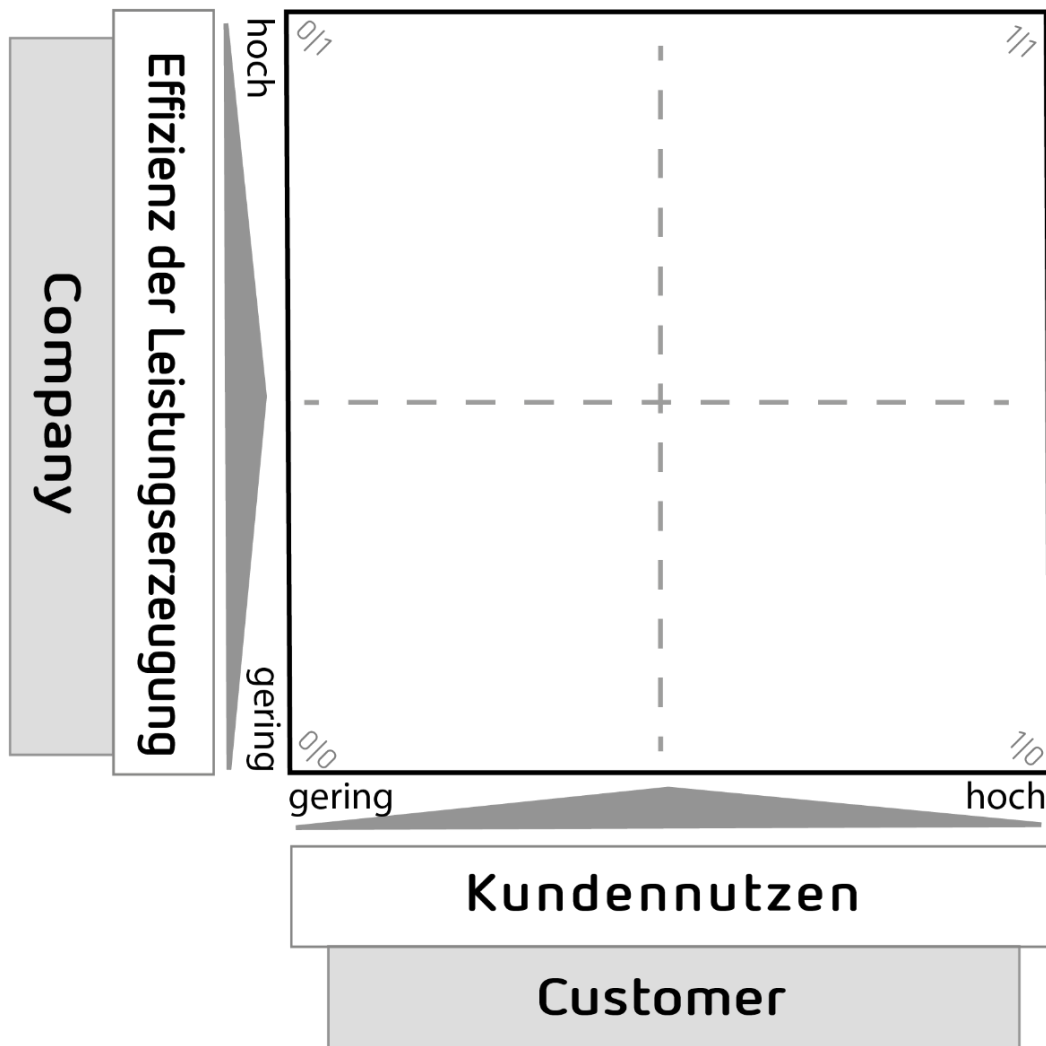 Company
Effizienz der Leistungserzeugung
hoch
gering
0/1
1/1
0/0
1/0
gering
hoch
Kundennutzen
Customer